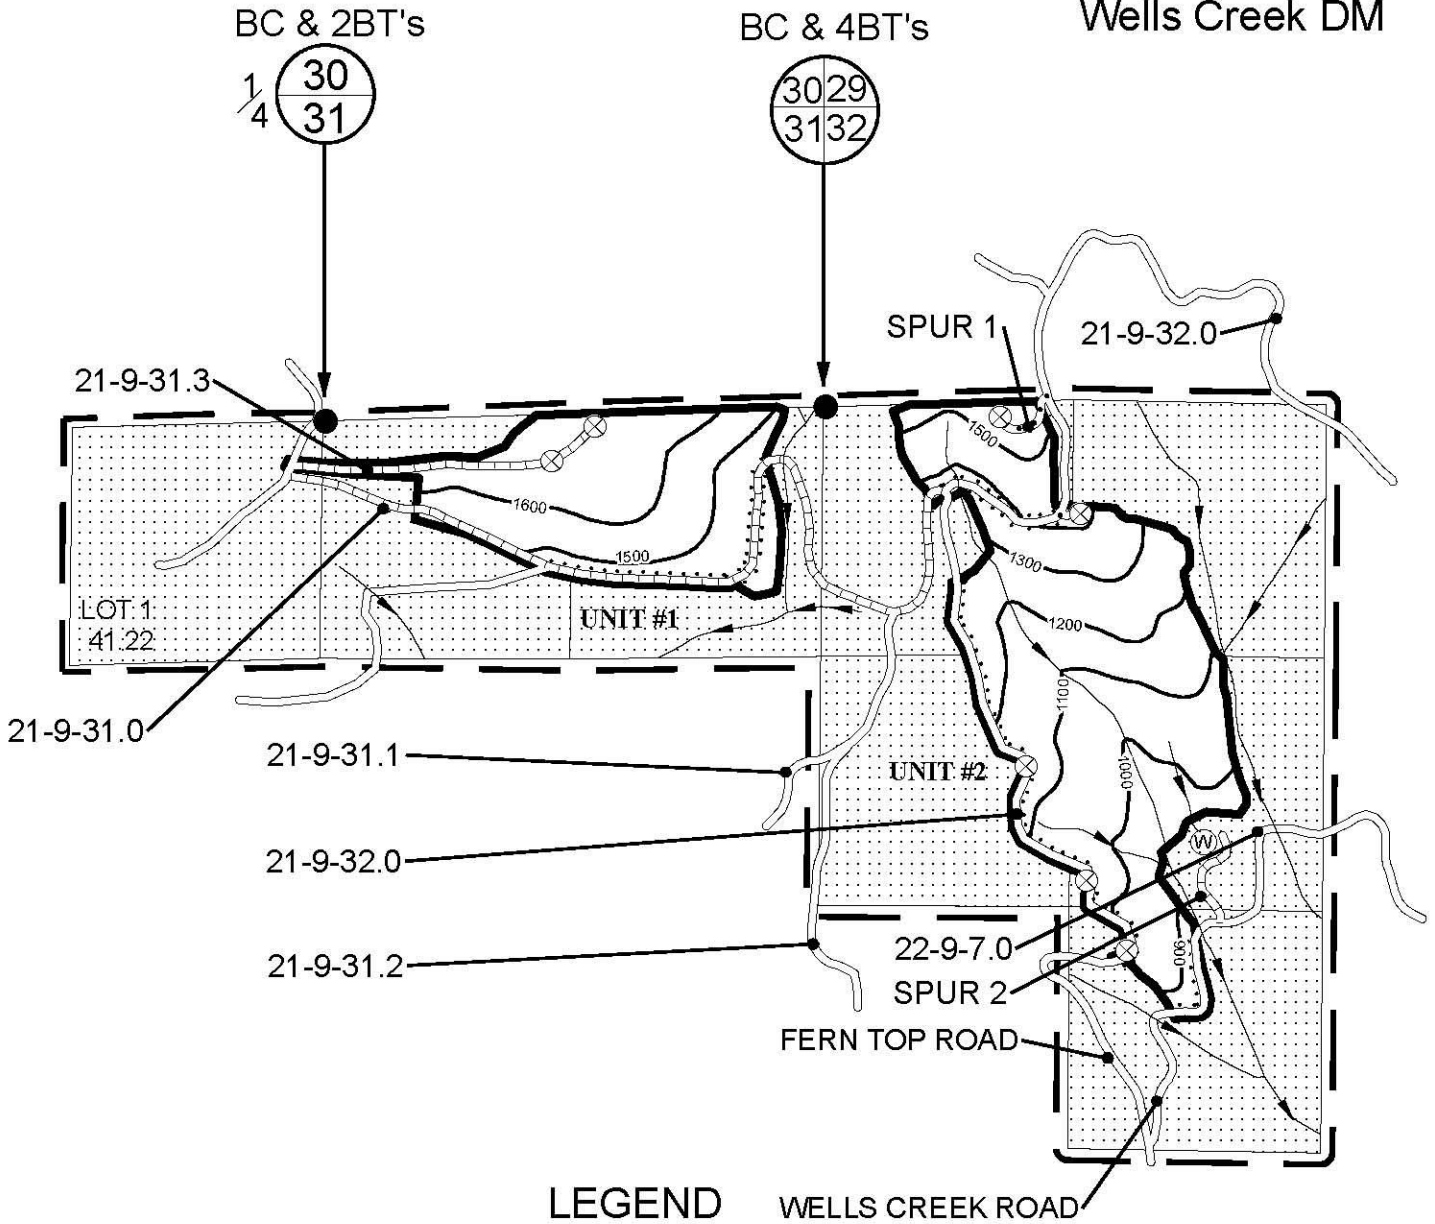 Wells Creek DM
BC & 2BT's
1/4
30
31
BC & 4BT's
30 29
31 32
SPUR 1
21-9-32.0
21-9-31.3
1500
1600
1500
1300
LOT 1
41.22
UNIT #1
1200
1100
21-9-31.0
21-9-31.1
UNIT #2
1000
W
21-9-32.0
22-9-7.0
900
21-9-31.2
SPUR 2
FERN TOP ROAD
LEGEND
WELLS CREEK ROAD